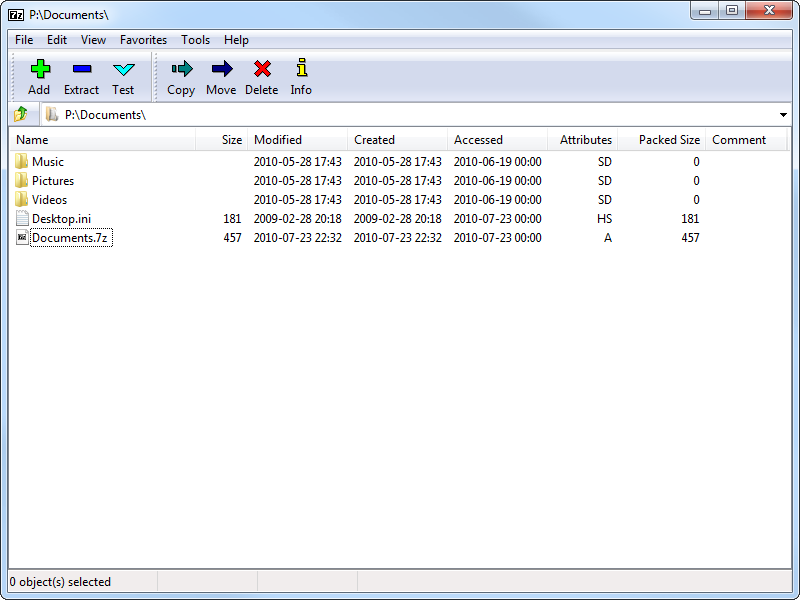 7z P:\Documents\
File Edit View Favorites Tools Help
Add Extract Test Copy Move Delete Info
P:\Documents\
Name Size Modified Created Accessed Attributes Packed Size Comment
Music 2010-05-28 17:43 2010-05-28 17:43 2010-06-19 00:00 SD 0
Pictures 2010-05-28 17:43 2010-05-28 17:43 2010-06-19 00:00 SD 0
Videos 2010-05-28 17:43 2010-05-28 17:43 2010-06-19 00:00 SD 0
Desktop.ini 181 2009-02-28 20:18 2009-02-28 20:18 2010-07-23 00:00 HS 181
7z Documents.7z 457 2010-07-23 22:32 2010-07-23 22:32 2010-07-23 00:00 A 457
0 object(s) selected